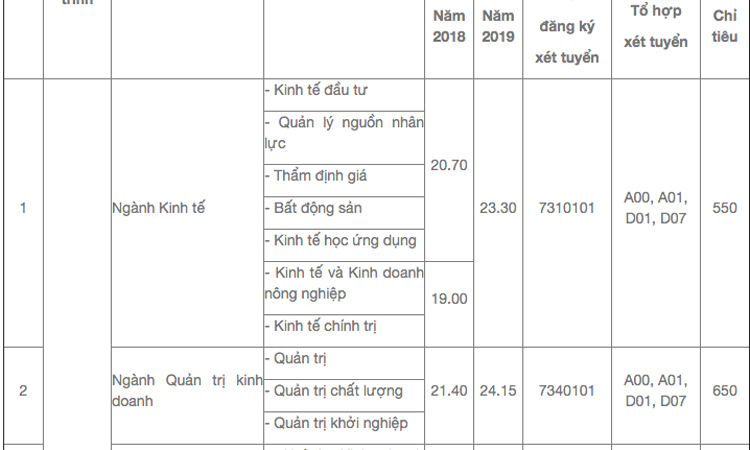 trình
Năm
2018
Năm
2019
đăng ký
xét tuyển
Tổ hợp
xét tuyển
Chỉ
tiêu
1
Ngành Kinh tế
- Kinh tế đầu tư
- Quản lý nguồn nhân
lực
- Thẩm định giá
- Bất động sản
- Kinh tế học ứng dụng
- Kinh tế và Kinh doanh
nông nghiệp
- Kinh tế chính trị
20.70
19.00
23.30
7310101
A00, A01,
D01, D07
550
2
Ngành Quản trị kinh
doanh
- Quản trị
- Quản trị chất lượng
- Quản trị khởi nghiệp
21.40
24.15
7340101
A00, A01,
D01, D07
650